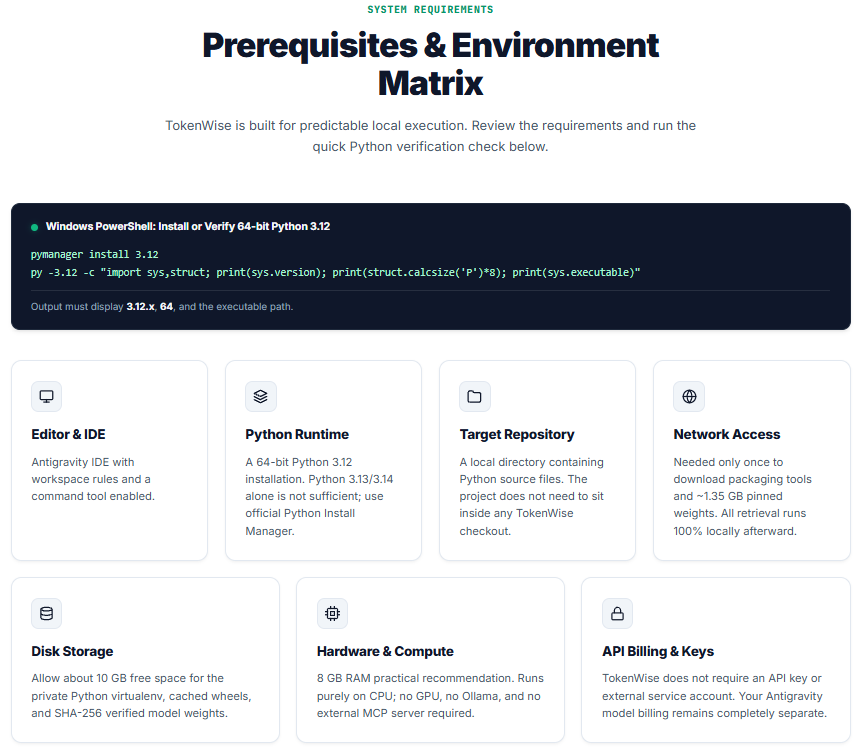 SYSTEM REQUIREMENTS
Prerequisites & Environment
Matrix
TokenWise is built for predictable local execution. Review the requirements and run the
quick Python verification check below.
Windows PowerShell: Install or Verify 64-bit Python 3.12
pymanager install 3.12
py -3.12 -c "import sys,struct; print(sys.version); print(struct.calcsize('P')*8); print(sys.executable)"
Output must display 3.12.x, 64, and the executable path.
Editor & IDE
Antigravity IDE with
workspace rules and a
command tool enabled.
Python Runtime
A 64-bit Python 3.12
installation. Python 3.13/3.14
alone is not sufficient; use
official Python Install
Manager.
Target Repository
A local directory containing
Python source files. The
project does not need to sit
inside any TokenWise
checkout.
Network Access
Needed only once to
download packaging tools
and ~1.35 GB pinned
weights. All retrieval runs
100% locally afterward.
Disk Storage
Allow about 10 GB free space for the
private Python virtualenv, cached wheels,
and SHA-256 verified model weights.
Hardware & Compute
8 GB RAM practical recommendation. Runs
purely on CPU; no GPU, no Ollama, and no
external MCP server required.
API Billing & Keys
TokenWise does not require an API key or
external service account. Your Antigravity
model billing remains completely separate.